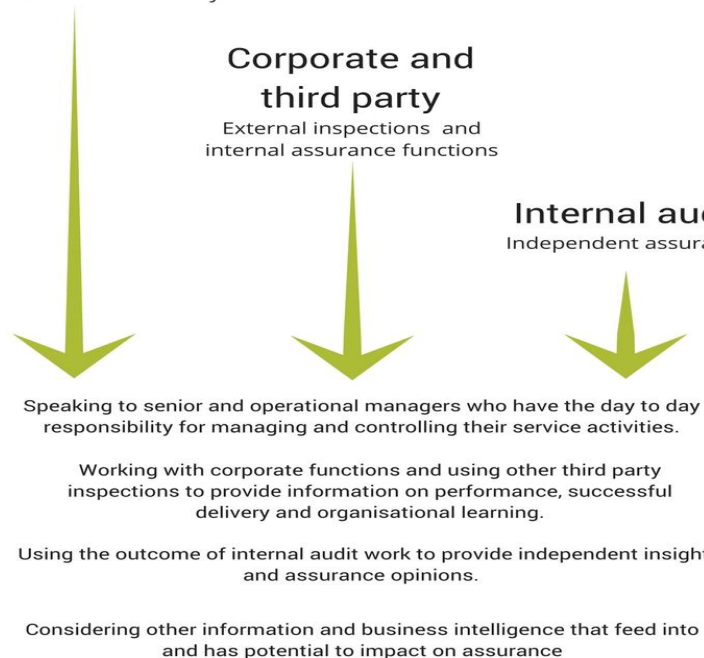 Corporate and
third party
External inspections and
internal assurance functions
Internal
Independent
Speaking to senior and operational managers who have the day to day
responsibility for managing and controlling their service activities.
Working with corporate functions and using other third party
inspections to provide information on performance, successful
delivery and organisational learning.
Using the outcome of internal audit work to provide independent insight
and assurance opinions.
Considering other information and business intelligence that feed into
and has potential to impact on assurance